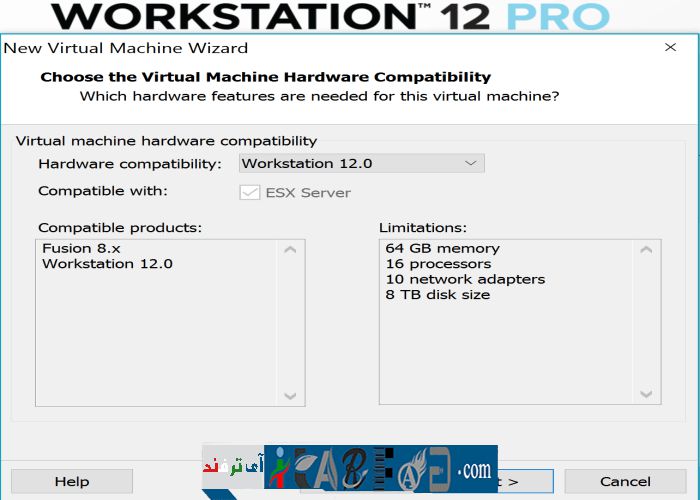 WORKSTATION™ 12 PRO
New Virtual Machine Wizard
Choose the Virtual Machine Hardware Compatibility
Which hardware features are needed for this virtual machine?
Virtual machine hardware compatibility
Hardware compatibility: Workstation 12.0
Compatible with: ESX Server
Compatible products:
Fusion 8.x
Workstation 12.0
Limitations:
64 GB memory
16 processors
10 network adapters
8 TB disk size
آی ترفند
.com
Help
t >
Cancel